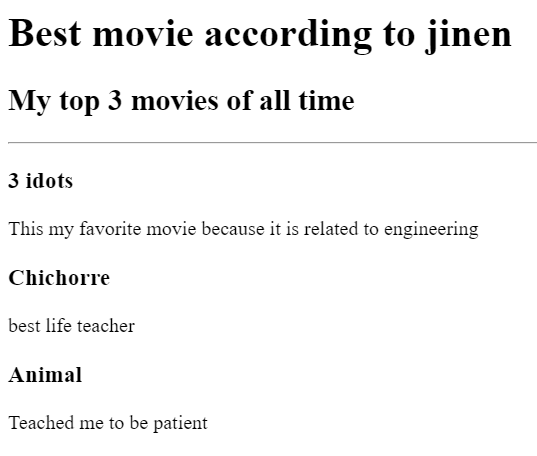 Best movie according to jinen
My top 3 movies of all time
3 idots
This my favorite movie because it is related to engineering
Chichorre
best life teacher
Animal
Teached me to be patient